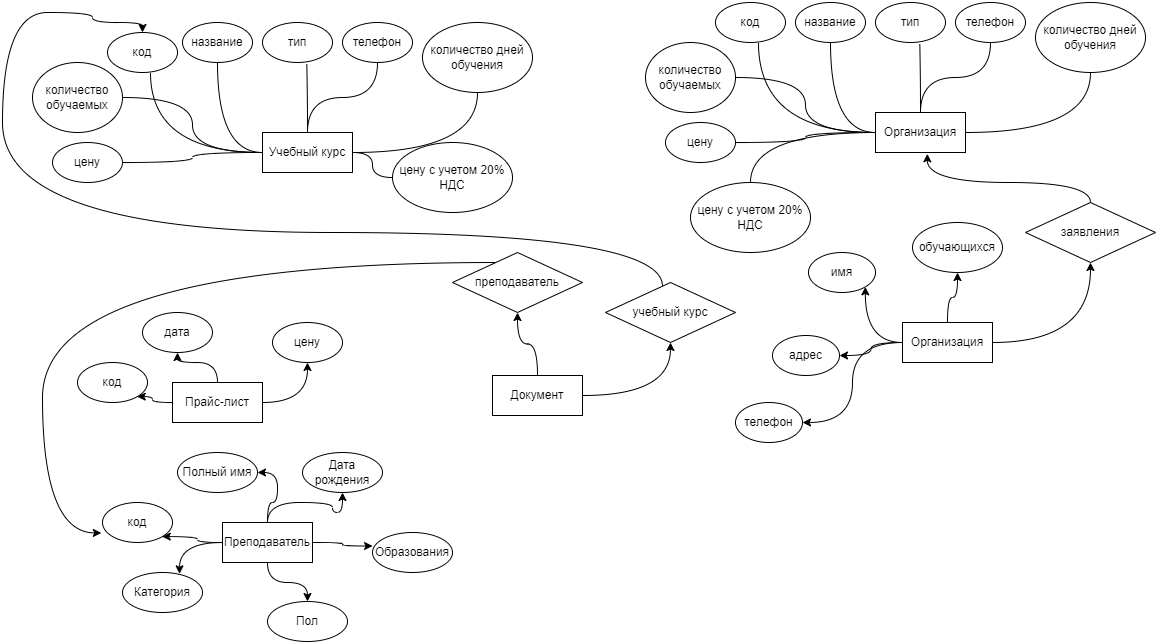 код
название
тип
телефон
количество дней
обучения
количество
обучаемых
цену
Учебный курс
цену с учетом 20%
НДС
код
название
тип
телефон
количество дней
обучения
количество
обучаемых
цену
Организация
цену с учетом 20%
НДС
заявления
обучающихся
имя
адрес
телефон
Организация
преподаватель
учебный курс
Документ
дата
цену
код
Прайс-лист
Полный имя
Дата
рождения
код
Преподаватель
Образования
Категория
Пол